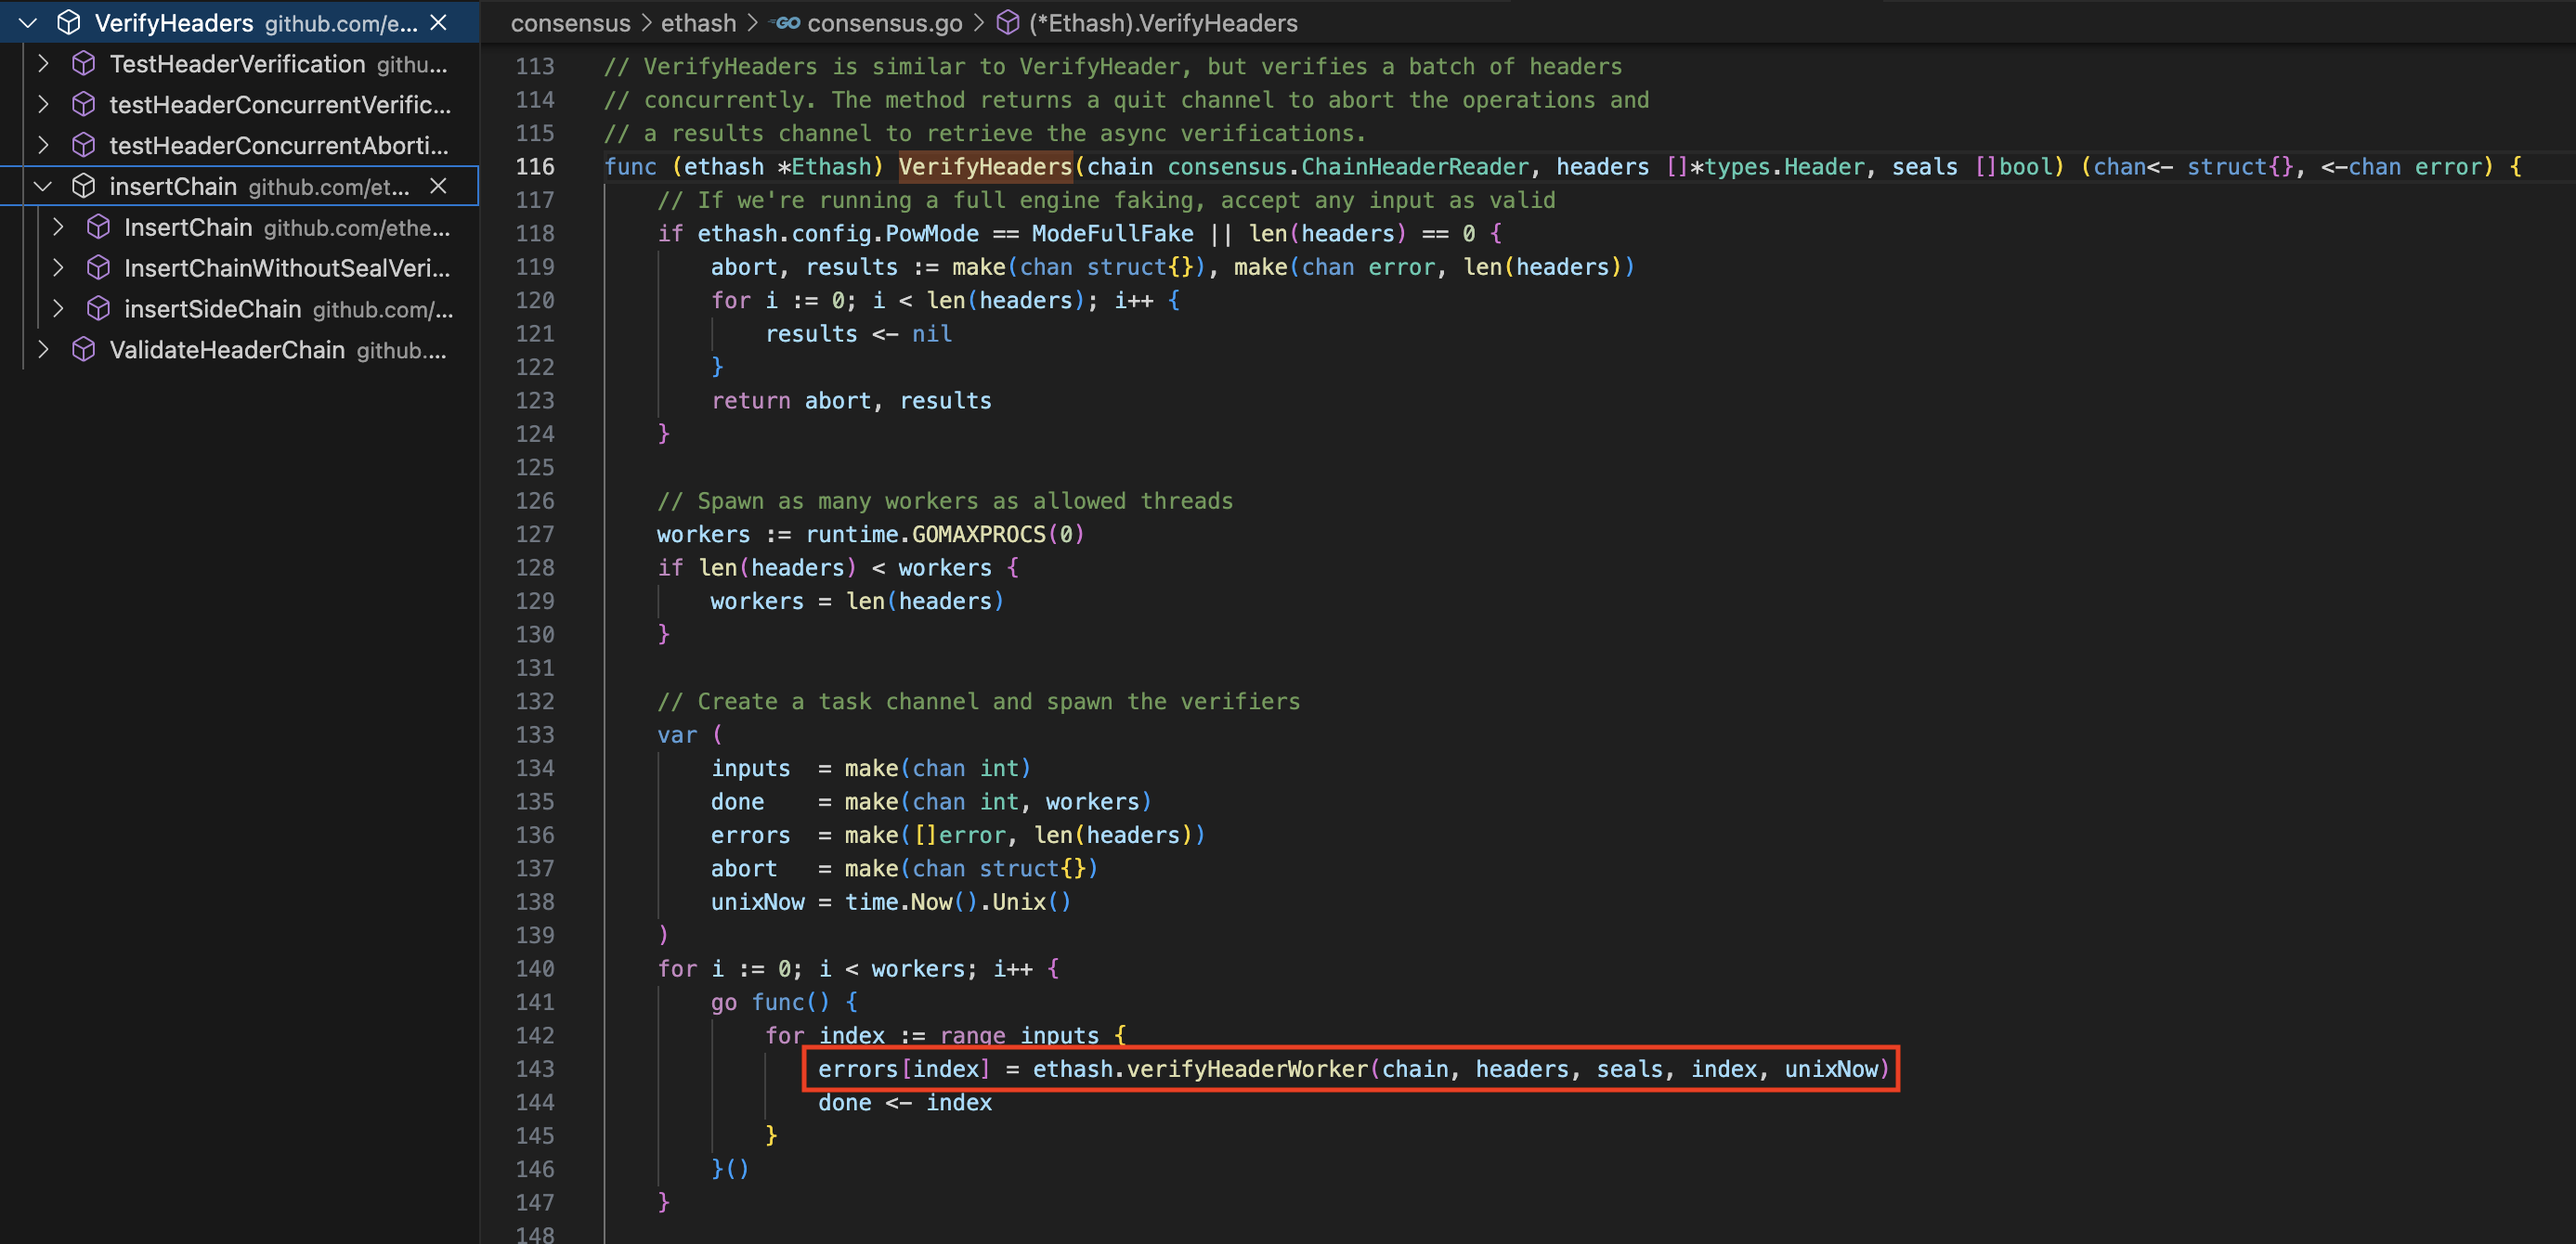 VerifyHeaders github.com/e...
TestHeaderVerification githu...
testHeaderConcurrentVerific...
testHeaderConcurrentAborti...
insertChain github.com/et...
InsertChain github.com/ethe...
InsertChainWithoutSealVeri...
insertSideChain github.com/...
ValidateHeaderChain github....
consensus > ethash > GO consensus.go > (*Ethash).VerifyHeaders
113 // VerifyHeaders is similar to VerifyHeader, but verifies a batch of headers
114 // concurrently. The method returns a quit channel to abort the operations and
115 // a results channel to retrieve the async verifications.
116 func (ethash *Ethash) VerifyHeaders(chain consensus.ChainHeaderReader, headers []*types.Header, seals []bool) (chan<- struct{}, <-chan error) {
117 // If we're running a full engine faking, accept any input as valid
118 if ethash.config.PowMode == ModeFullFake || len(headers) == 0 {
119 abort, results := make(chan struct{}), make(chan error, len(headers))
120 for i := 0; i < len(headers); i++ {
121 results <- nil
122 }
123 return abort, results
124 }
125
126 // Spawn as many workers as allowed threads
127 workers := runtime.GOMAXPROCS(0)
128 if len(headers) < workers {
129 workers = len(headers)
130 }
131
132 // Create a task channel and spawn the verifiers
133 var (
134 inputs = make(chan int)
135 done = make(chan int, workers)
136 errors = make([]error, len(headers))
137 abort = make(chan struct{})
138 unixNow = time.Now().Unix()
139 )
140 for i := 0; i < workers; i++ {
141 go func() {
142 for index := range inputs {
143 errors[index] = ethash.verifyHeaderWorker(chain, headers, seals, index, unixNow)
144 done <- index
145 }
146 }()
147 }
148